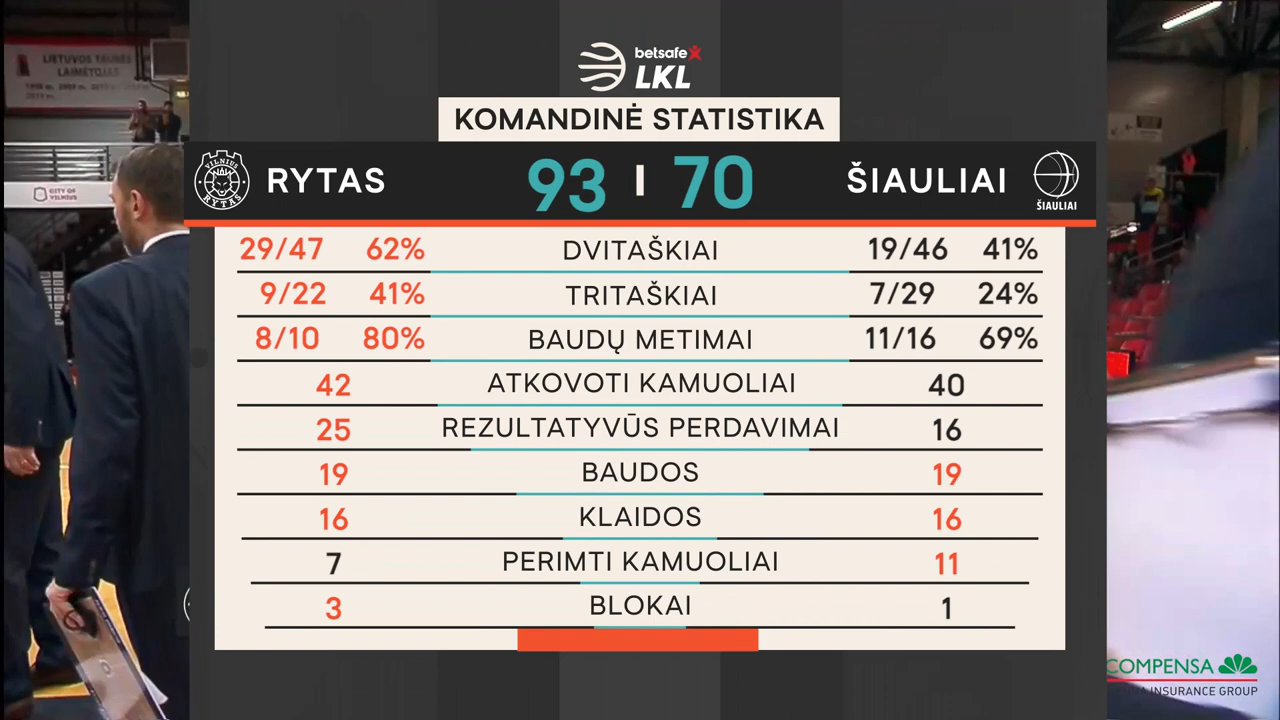 LIETUVOS TAURĖS
LAIMĖTOJAS
CITY OF
VILNIUS
betsafe
LKL
KOMANDINĖ STATISTIKA
VILNIUS
RYTAS
RYTAS 93 I 70 ŠIAULIAI
ŠIAULIAI
29/47 62% DVITAŠKIAI 19/46 41%
9/22 41% TRITAŠKIAI 7/29 24%
8/10 80% BAUDŲ METIMAI 11/16 69%
42 ATKOVOTI KAMUOLIAI 40
25 REZULTATYVŪS PERDAVIMAI 16
19 BAUDOS 19
16 KLAIDOS 16
7 PERIMTI KAMUOLIAI 11
3 BLOKAI 1
COMPENSA
INSURANCE GROUP